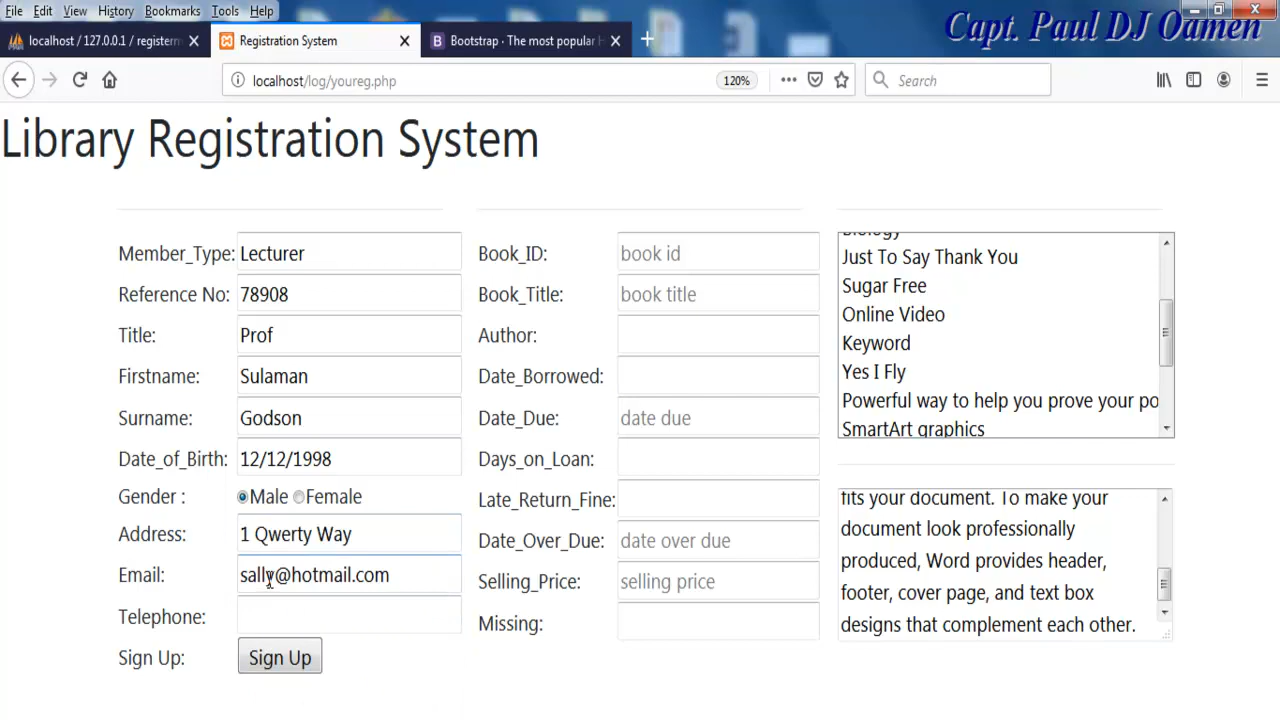 File Edit View History Bookmarks Tools Help
Capt. Paul DJ Oamen
localhost / 127.0.0.1 / registerm
Registration System
Bootstrap · The most popular H
localhost/log/youreg.php
120%
Search
Library Registration System
Member_Type: Lecturer
Reference No: 78908
Title: Prof
Firstname: Sulaman
Surname: Godson
Date_of_Birth: 12/12/1998
Gender : Male Female
Address: 1 Qwerty Way
Email: sally@hotmail.com
Telephone:
Sign Up: Sign Up
Book_ID: book id
Book_Title: book title
Author:
Date_Borrowed:
Date_Due: date due
Days_on_Loan:
Late_Return_Fine:
Date_Over_Due: date over due
Selling_Price: selling price
Missing:
biology
Just To Say Thank You
Sugar Free
Online Video
Keyword
Yes I Fly
Powerful way to help you prove your po
SmartArt graphics
fits your document. To make your
document look professionally
produced, Word provides header,
footer, cover page, and text box
designs that complement each other.